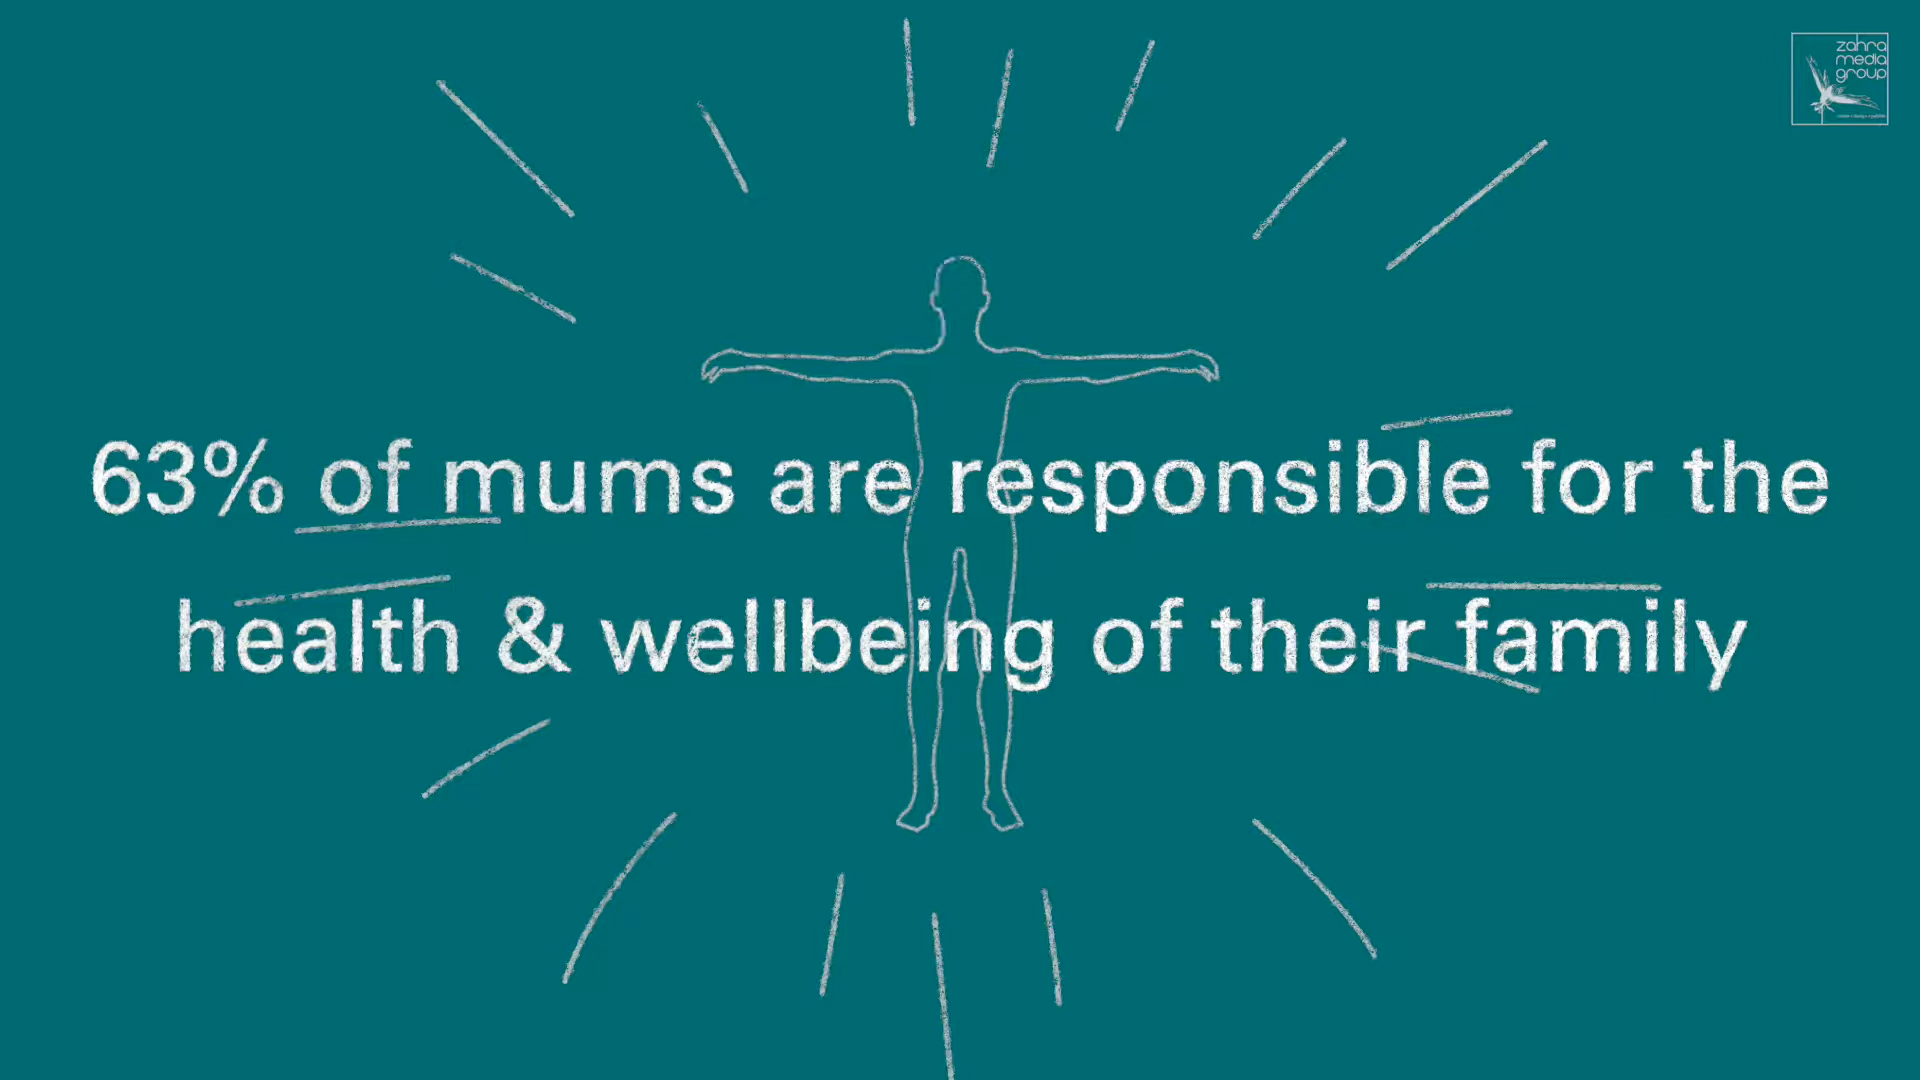 zahra
media
group
63% of mums are responsible for the
health & wellbeing of their family